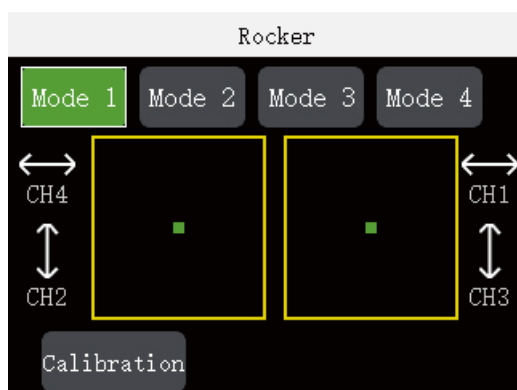 Rocker
Mode 1 Mode 2 Mode 3 Mode 4
CH4 CH1
CH2 CH3
Calibration